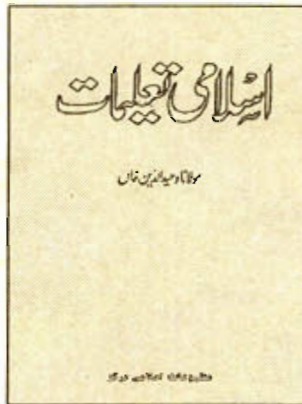 اسلامی تعلیمات
مولانا وحید الدین خاں